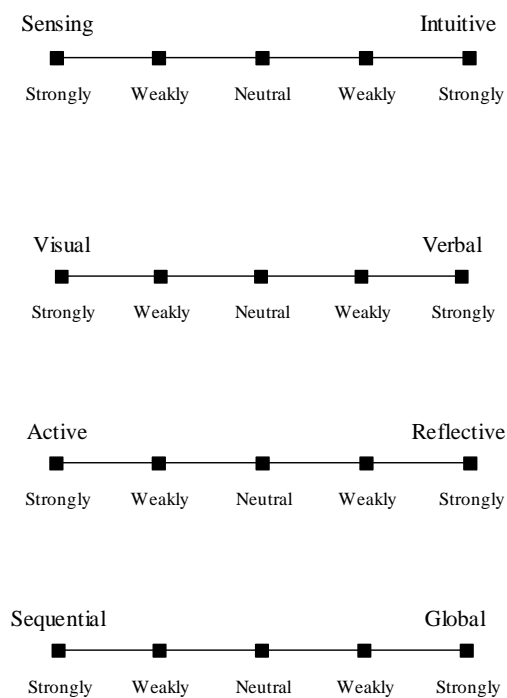 Sensing Intuitive
Strongly Weakly Neutral Weakly Strongly
Visual Verbal
Strongly Weakly Neutral Weakly Strongly
Active Reflective
Strongly Weakly Neutral Weakly Strongly
Sequential Global
Strongly Weakly Neutral Weakly Strongly